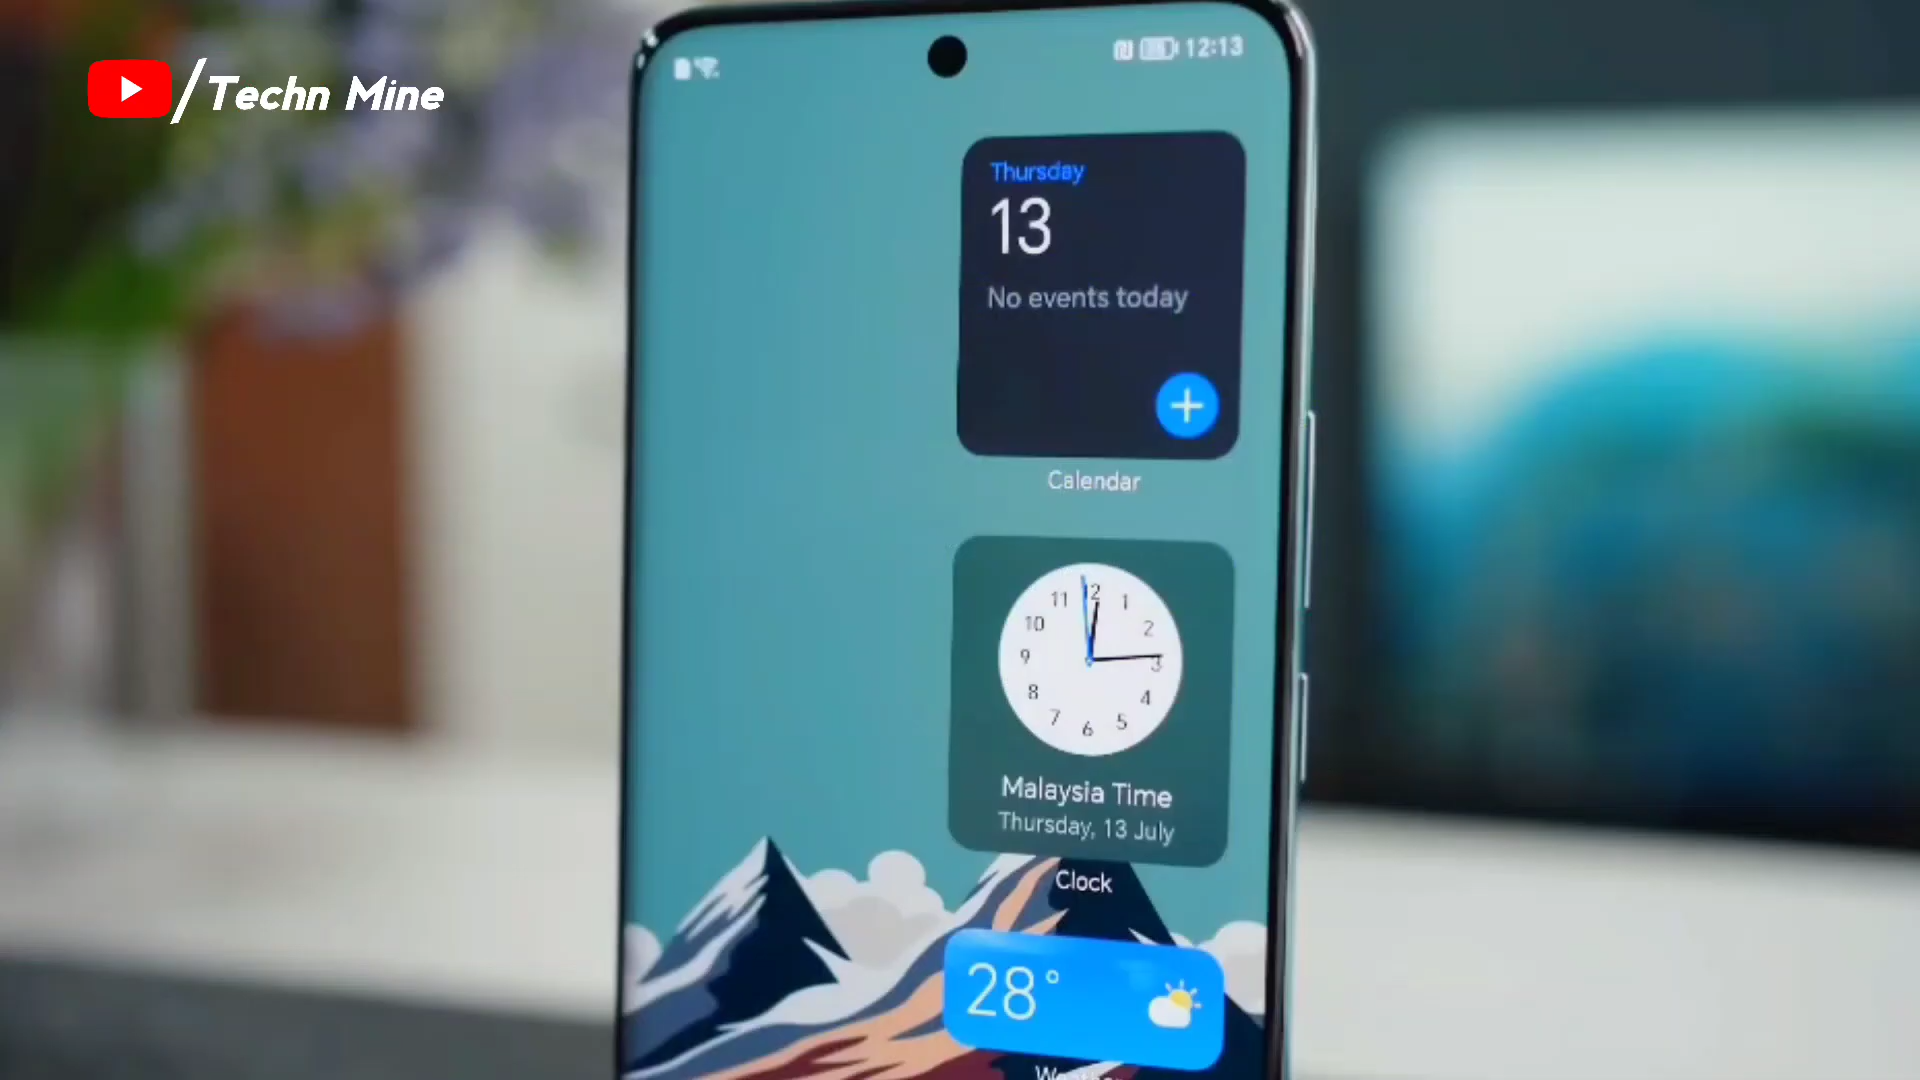 /Techn Mine
12:13
Thursday
13
No events today
Calendar
12
1
2
3
4
5
6
7
8
9
10
11
Malaysia Time
Thursday, 13 July
Clock
28°
Weather